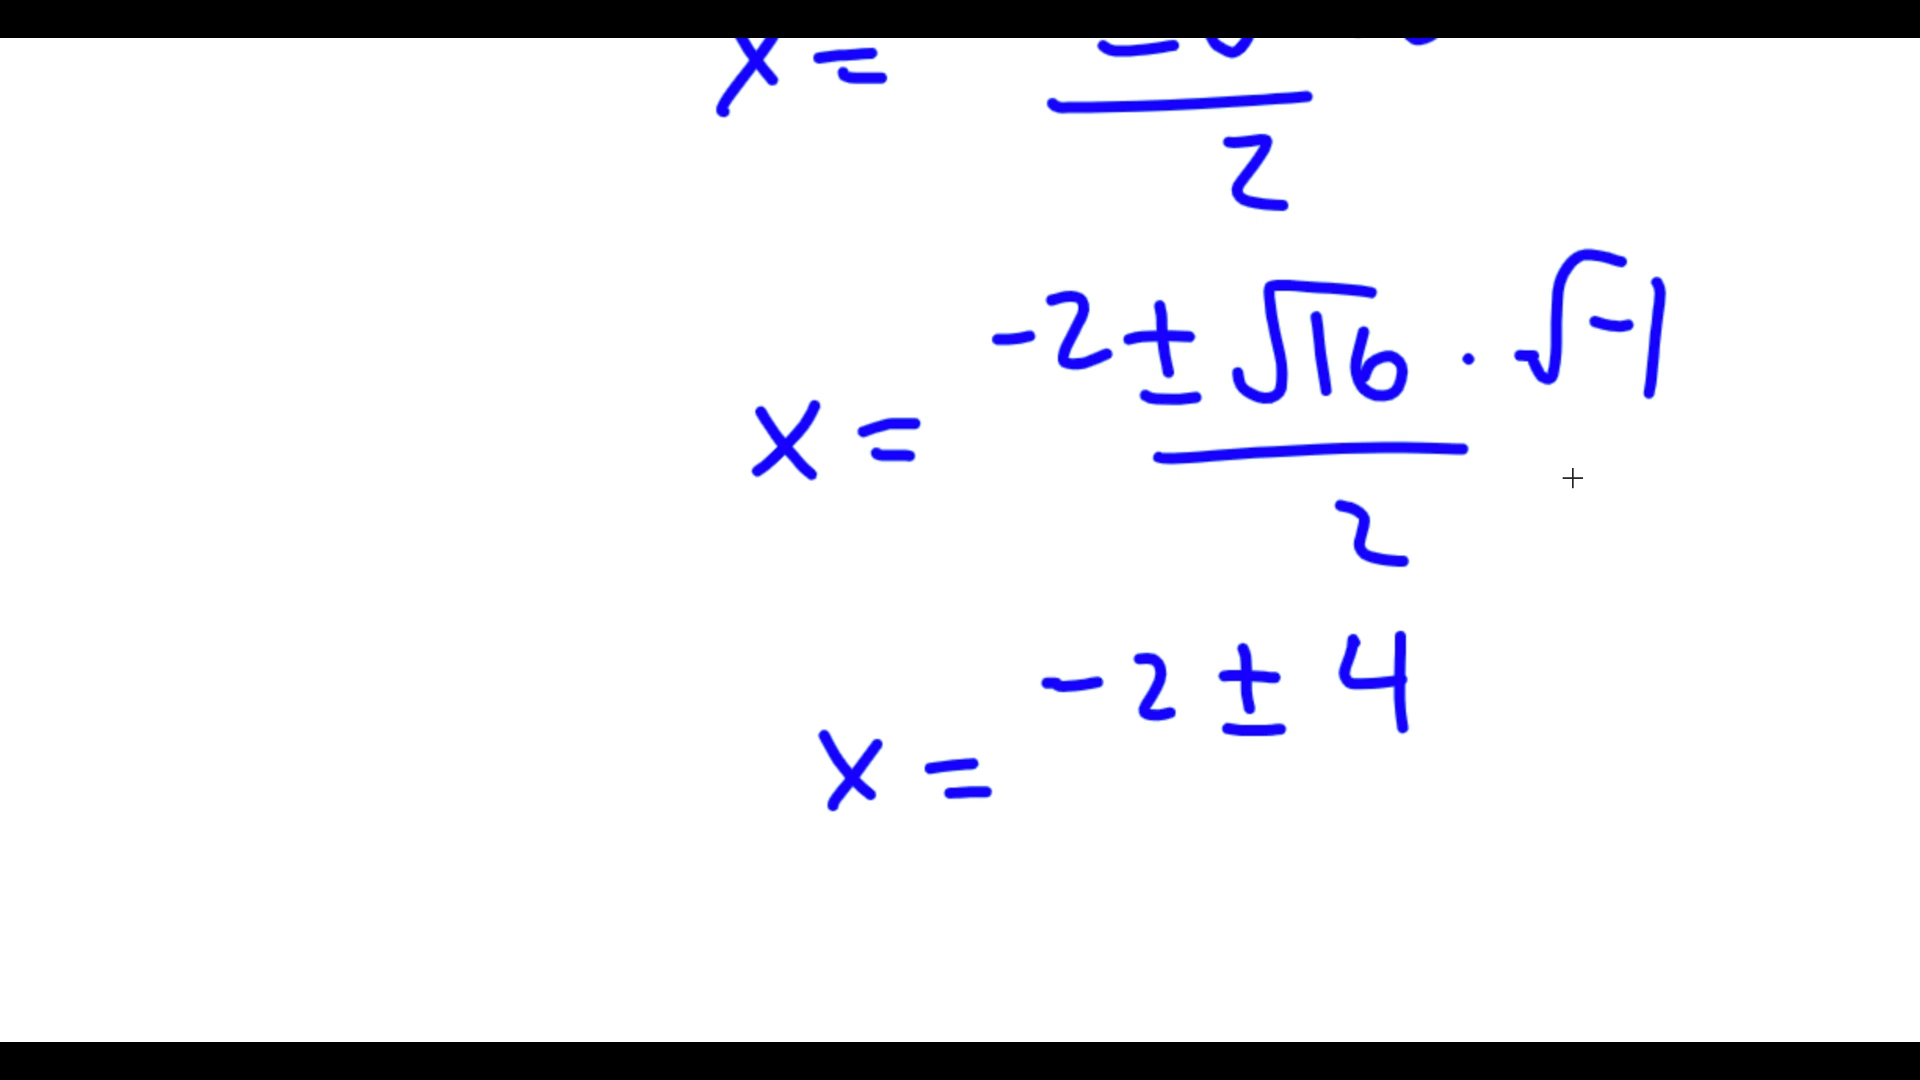 x =
2
-2 ± √16 · √-1
x =
2
-2 ± 4
x =